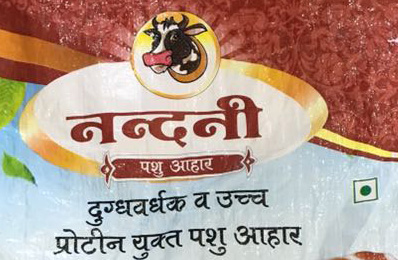 नन्दनी
पशु आहार
दुग्धवर्धक व उच्च
प्रोटीन युक्त पशु आहार